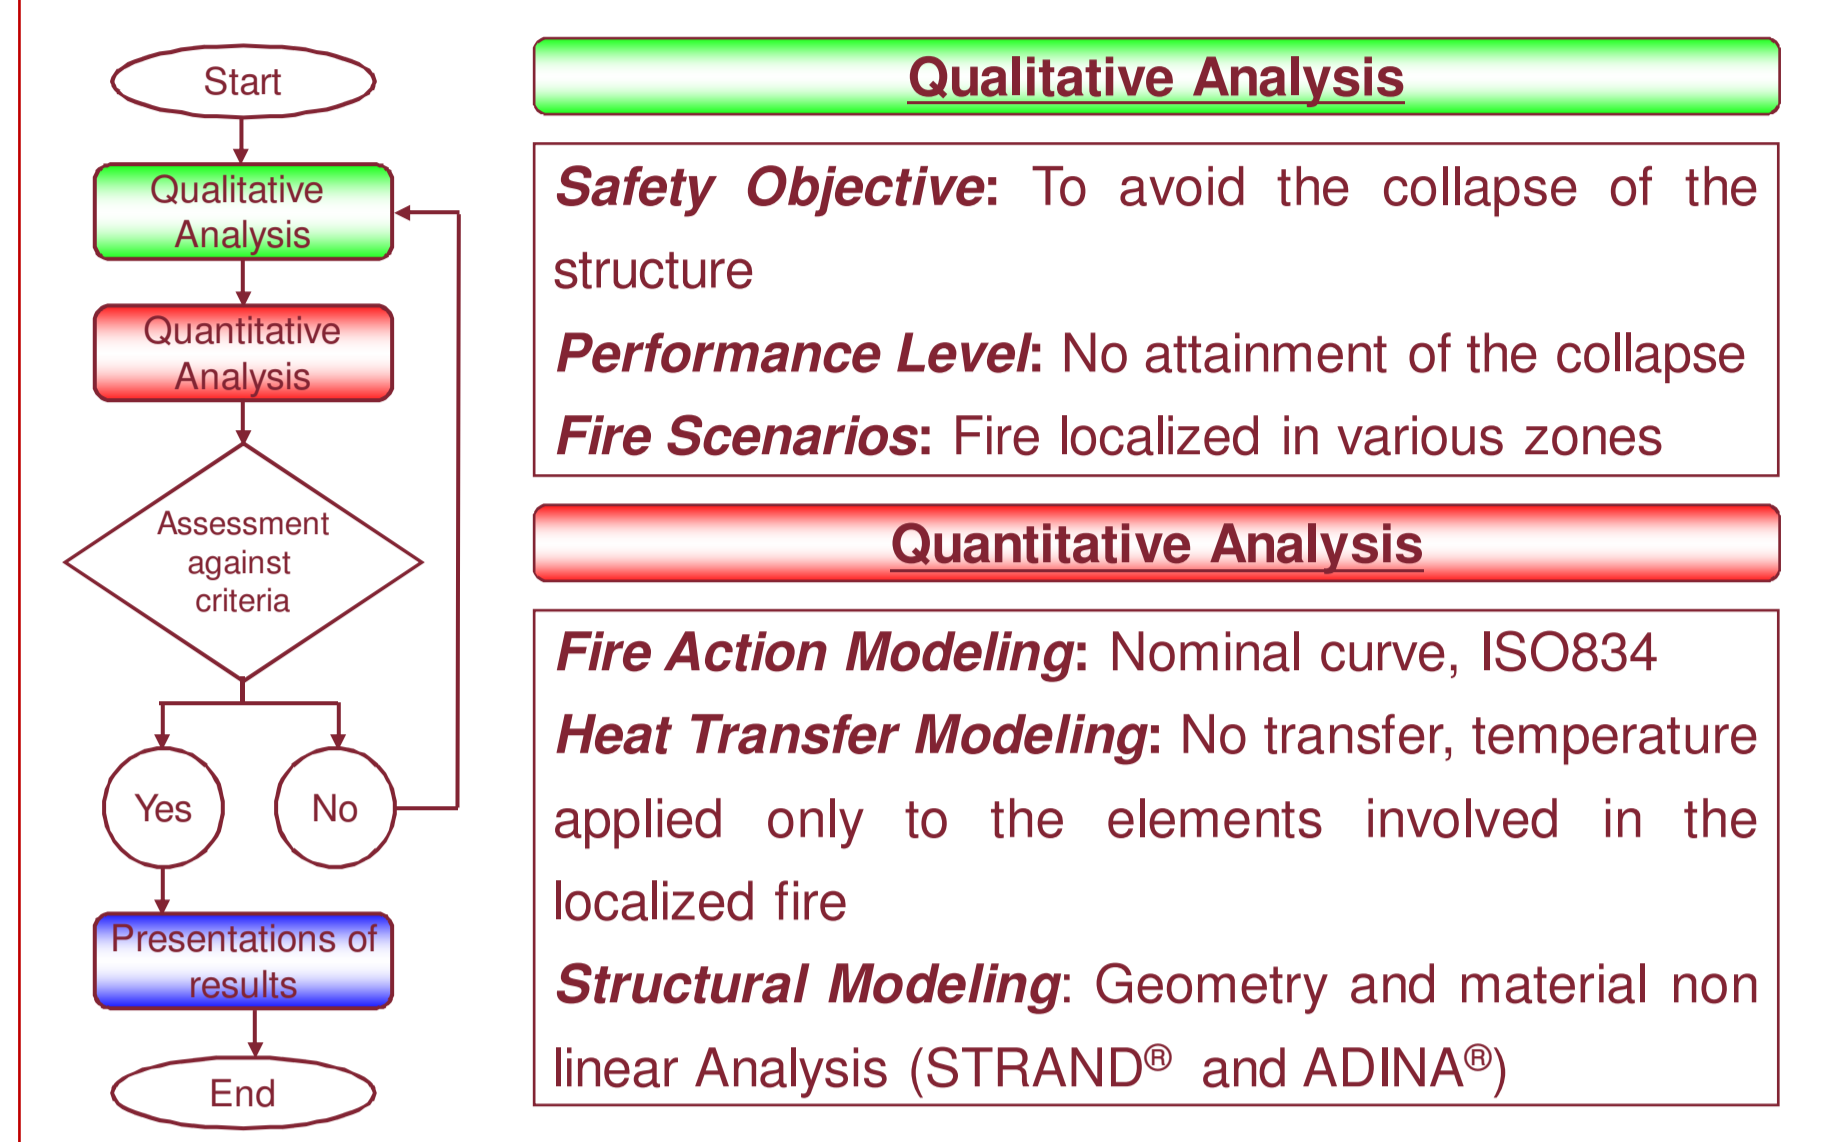 Start
Qualitative
Analysis
Quantitative
Analysis
Assessment
against
criteria
Yes
No
Presentations of
results
End
Qualitative Analysis
Safety Objective: To avoid the collapse of the
structure
Performance Level: No attainment of the collapse
Fire Scenarios: Fire localized in various zones
Quantitative Analysis
Fire Action Modeling: Nominal curve, ISO834
Heat Transfer Modeling: No transfer, temperature
applied only to the elements involved in the
localized fire
Structural Modeling: Geometry and material non
linear Analysis (STRAND® and ADINA®)